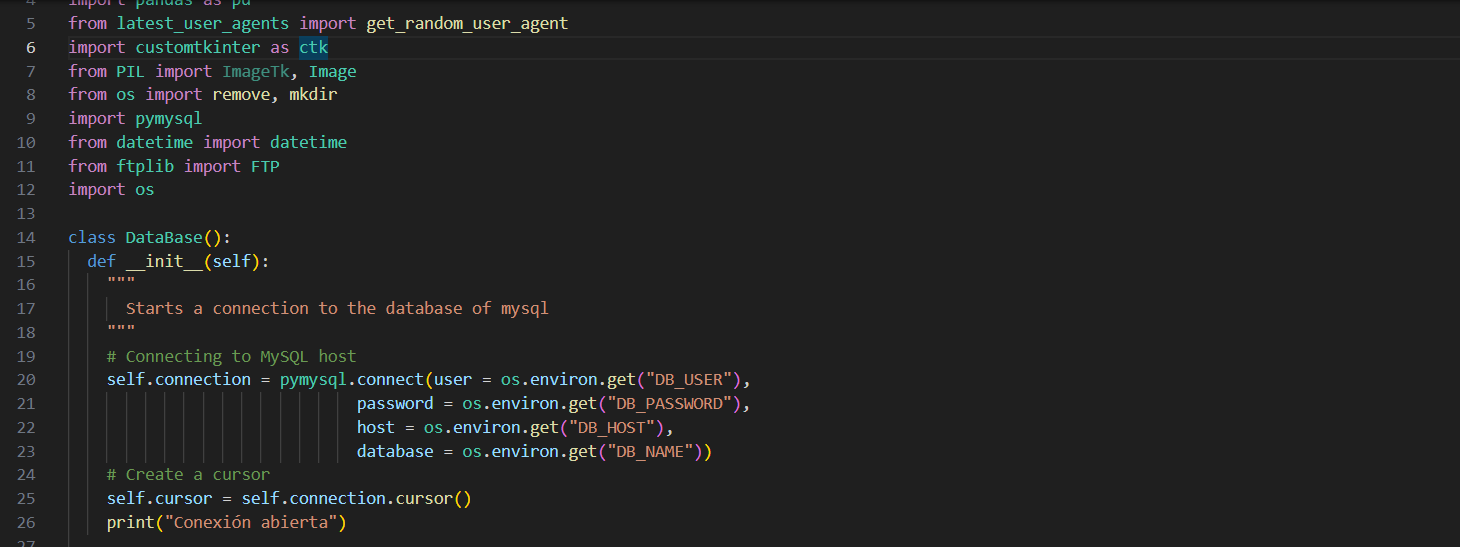 4 import pandas as pd
5 from latest_user_agents import get_random_user_agent
6 import customtkinter as ctk
7 from PIL import ImageTk, Image
8 from os import remove, mkdir
9 import pymysql
10 from datetime import datetime
11 from ftplib import FTP
12 import os
13
14 class DataBase():
15 def __init__(self):
16 """
17 Starts a connection to the database of mysql
18 """
19 # Connecting to MySQL host
20 self.connection = pymysql.connect(user = os.environ.get("DB_USER"),
21 password = os.environ.get("DB_PASSWORD"),
22 host = os.environ.get("DB_HOST"),
23 database = os.environ.get("DB_NAME"))
24 # Create a cursor
25 self.cursor = self.connection.cursor()
26 print("Conexión abierta")
27